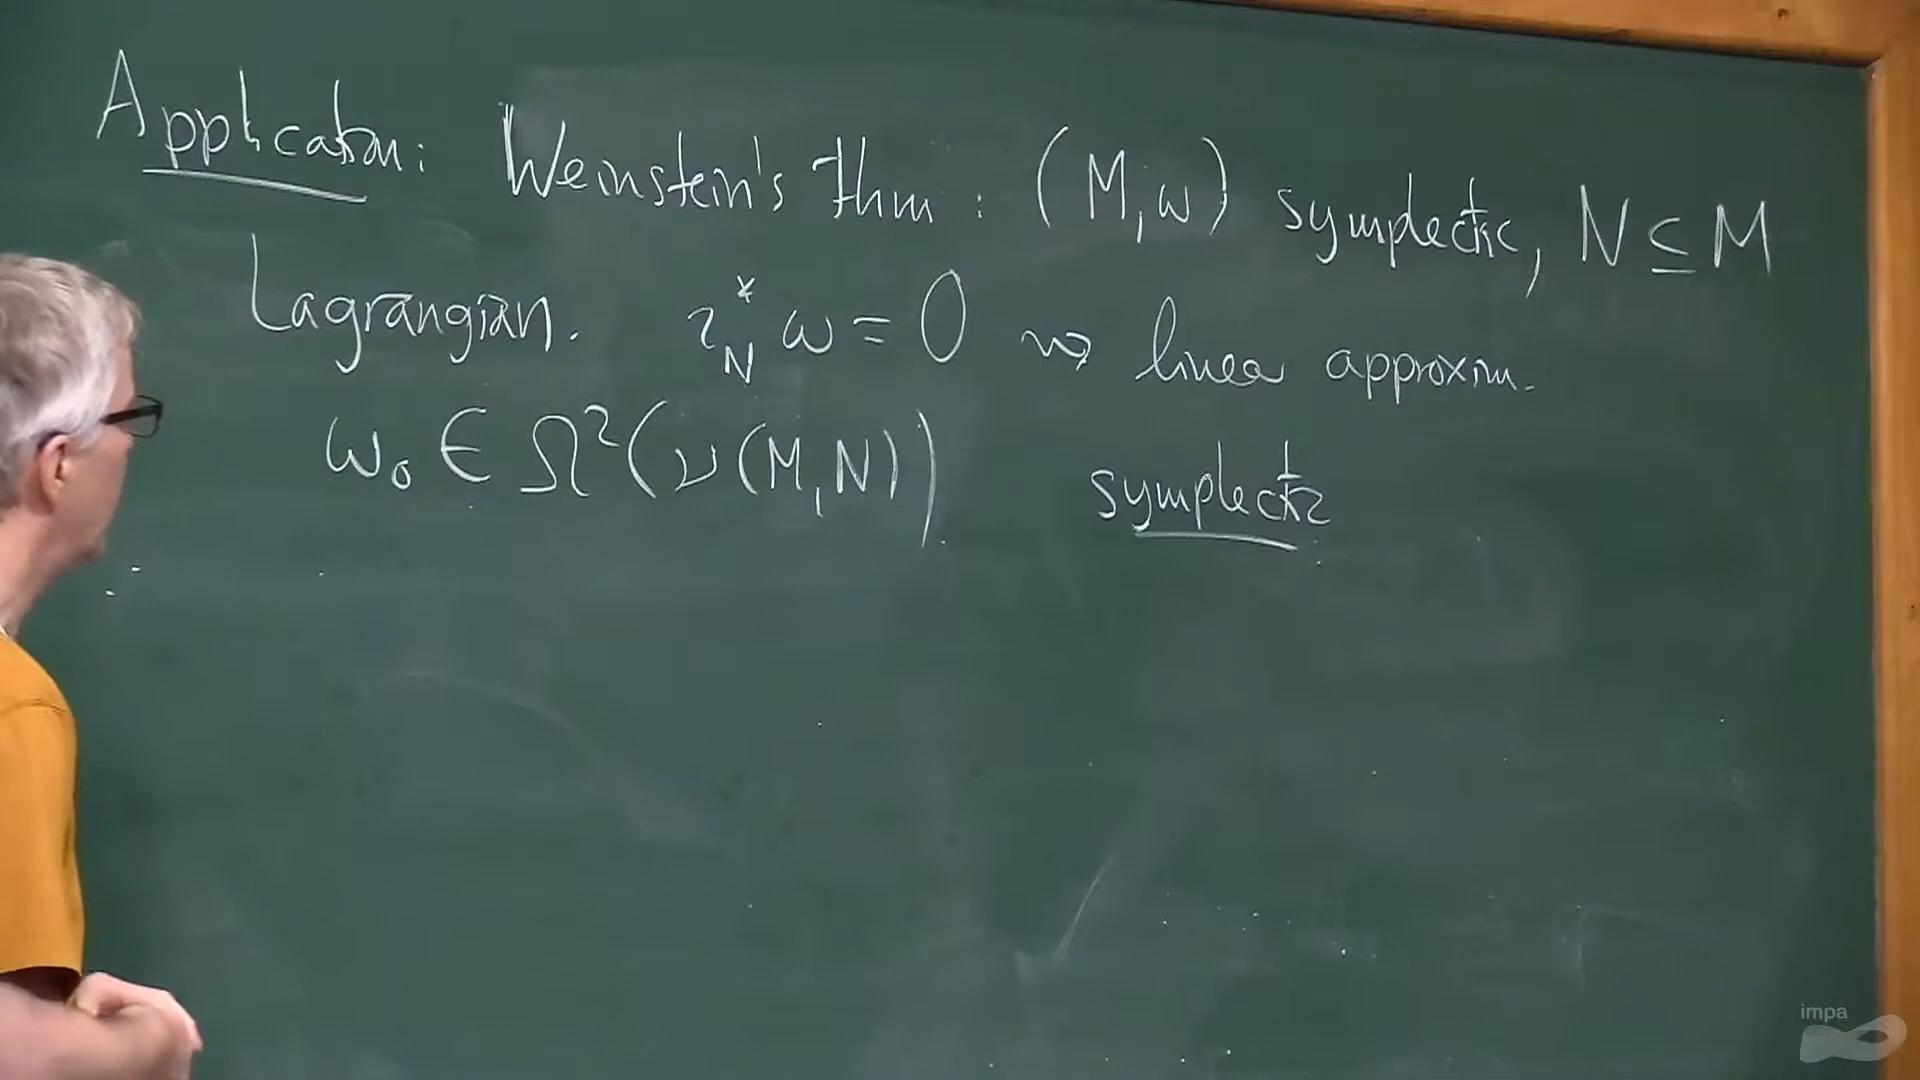 Application: Weinstein's Thm: (M,ω) symplectic, N ⊆ M
Lagrangian. i*_N ω = 0 ⇝ linear approxim.
ω₀ ∈ Ω²(ν(M,N)) symplectic
impa